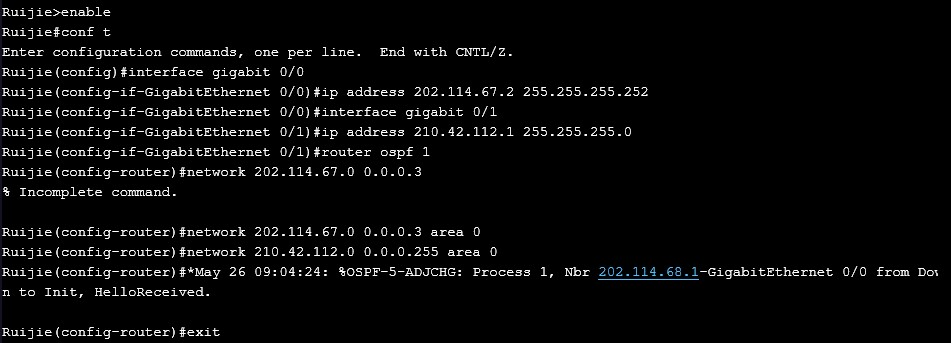 Ruijie>enable
Ruijie#conf t
Enter configuration commands, one per line.  End with CNTL/Z.
Ruijie(config)#interface gigabit 0/0
Ruijie(config-if-GigabitEthernet 0/0)#ip address 202.114.67.2 255.255.255.252
Ruijie(config-if-GigabitEthernet 0/0)#interface gigabit 0/1
Ruijie(config-if-GigabitEthernet 0/1)#ip address 210.42.112.1 255.255.255.0
Ruijie(config-if-GigabitEthernet 0/1)#router ospf 1
Ruijie(config-router)#network 202.114.67.0 0.0.0.3
% Incomplete command.
Ruijie(config-router)#network 202.114.67.0 0.0.0.3 area 0
Ruijie(config-router)#network 210.42.112.0 0.0.0.255 area 0
Ruijie(config-router)#*May 26 09:04:24: %OSPF-5-ADJCHG: Process 1, Nbr 202.114.68.1-GigabitEthernet 0/0 from Dow
n to Init, HelloReceived.
Ruijie(config-router)#exit